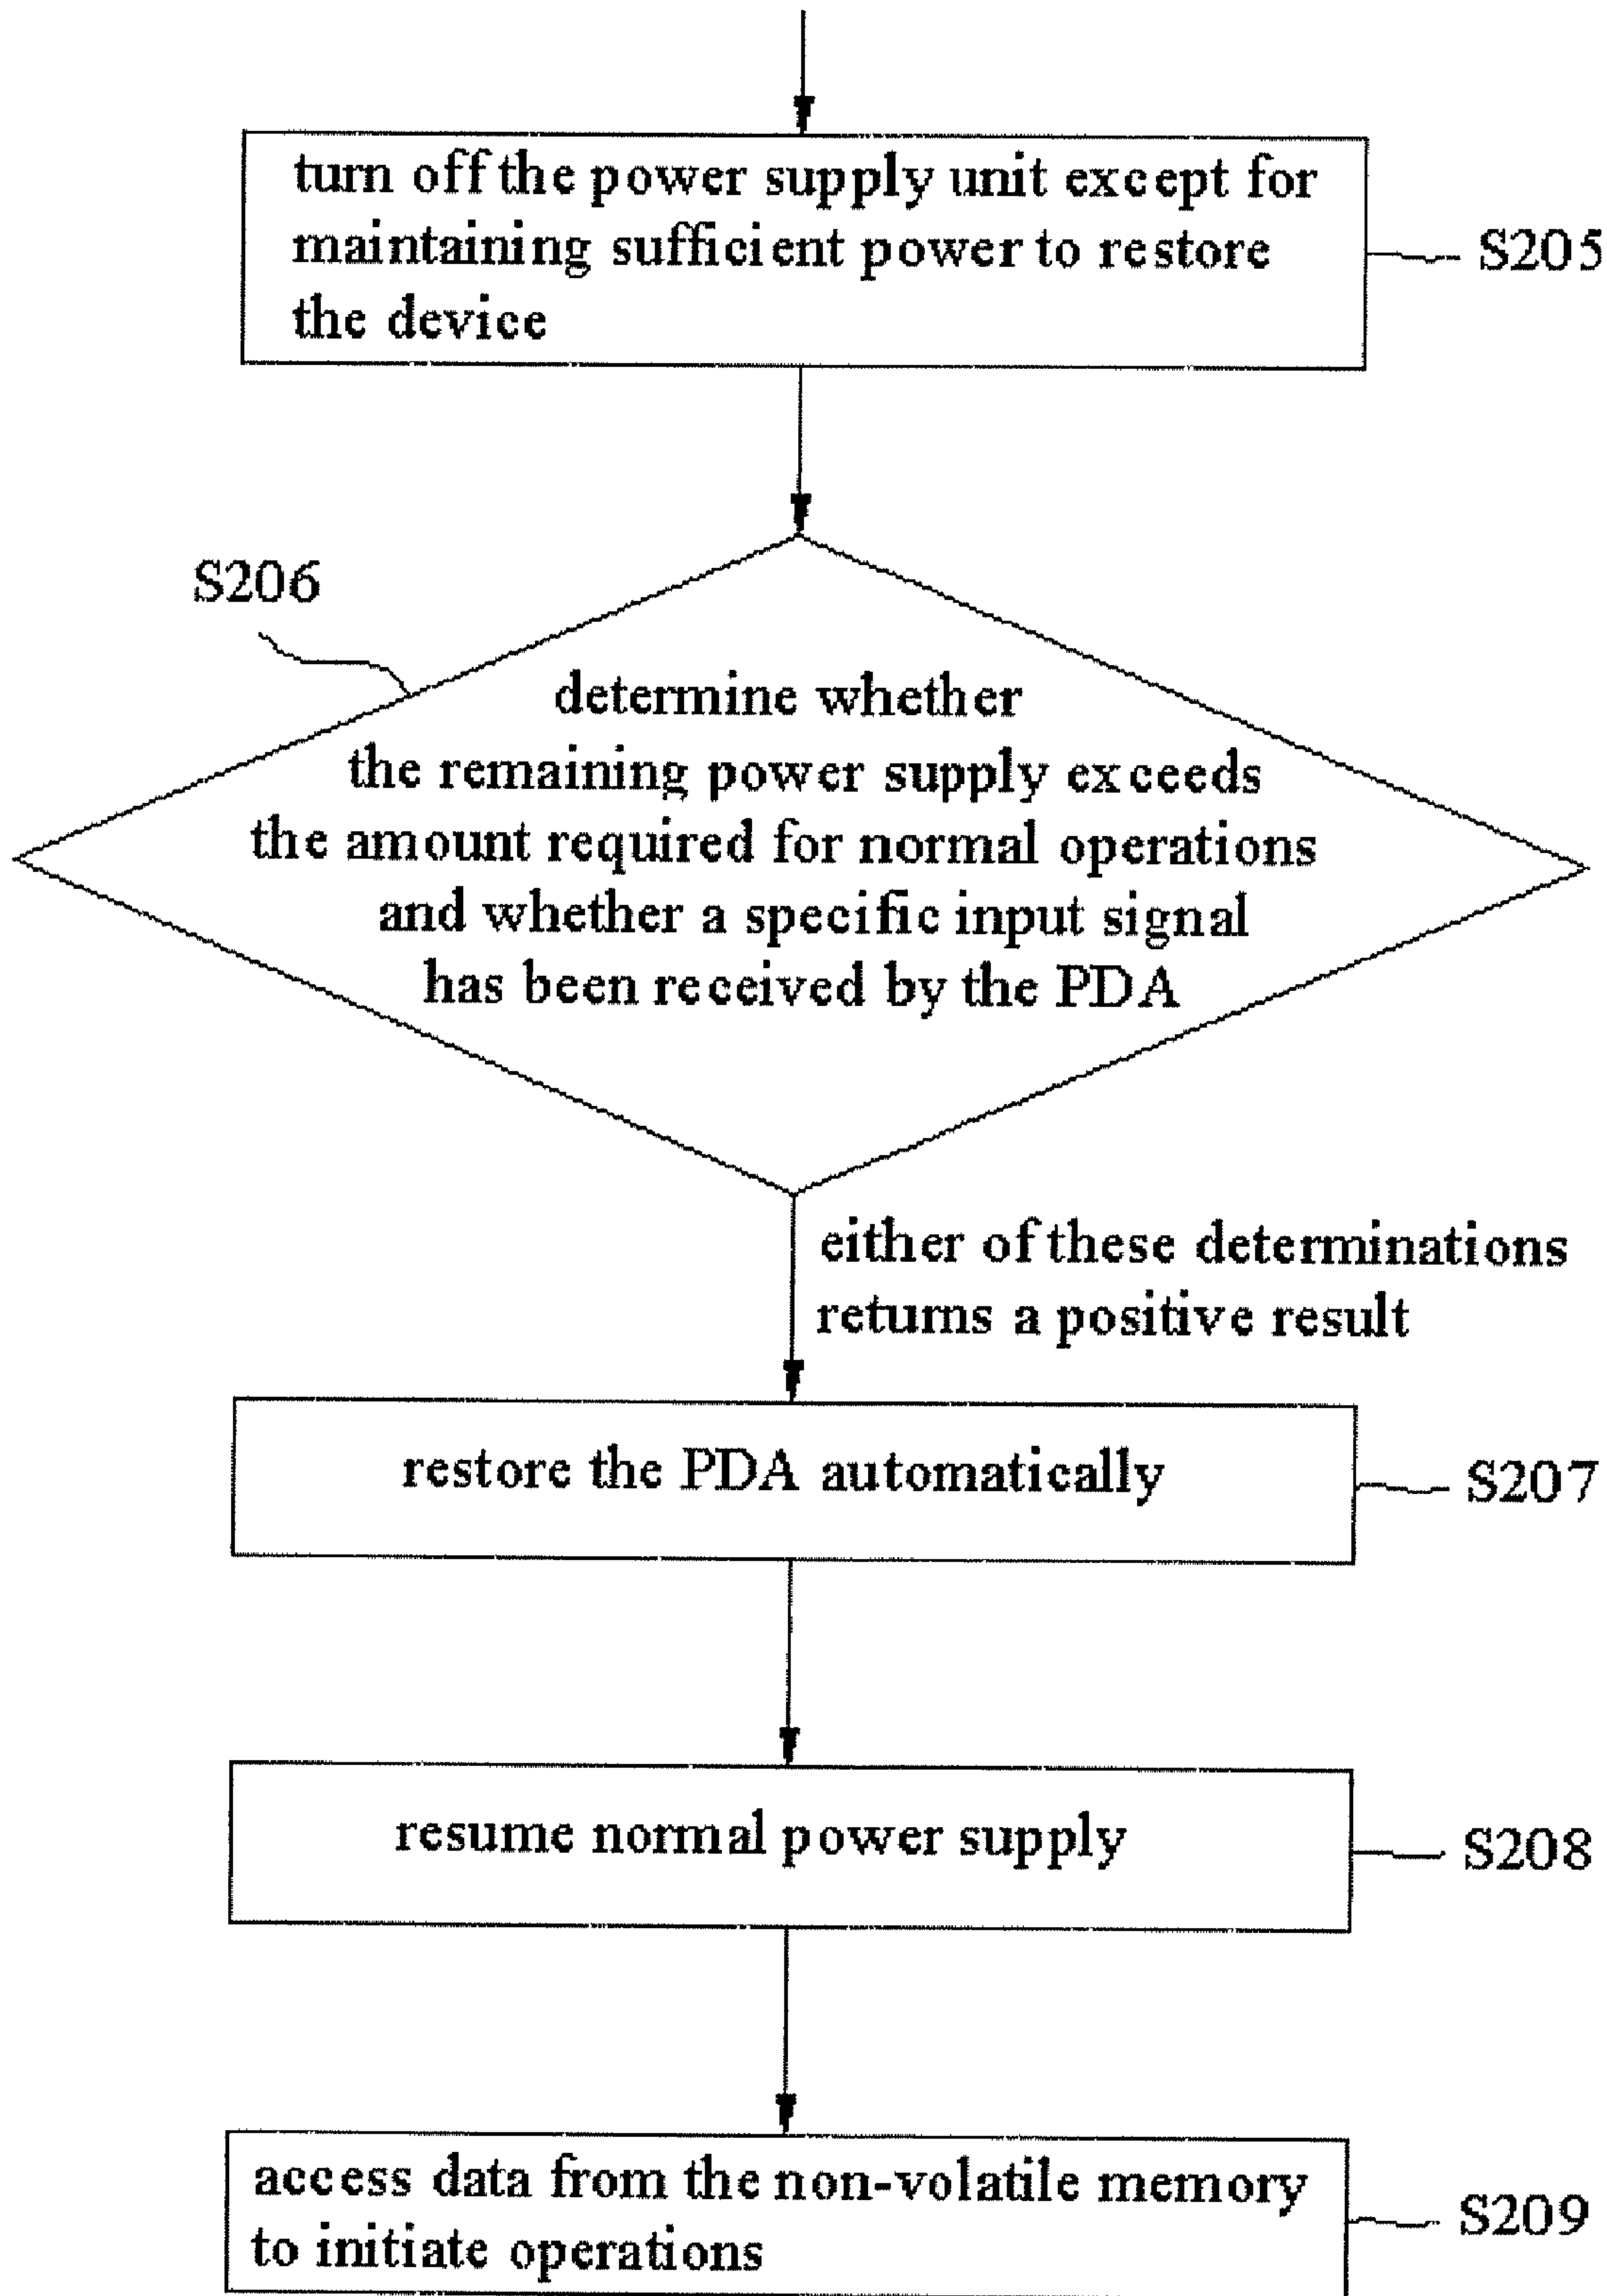 turn off the power supply unit except for
maintaining sufficient power to restore
the device
S205
S206
determine whether
the remaining power supply exceeds
the amount required for normal operations
and whether a specific input signal
has been received by the PDA
either of these determinations
returns a positive result
restore the PDA automatically
S207
resume normal power supply
S208
access data from the non-volatile memory
to initiate operations
S209